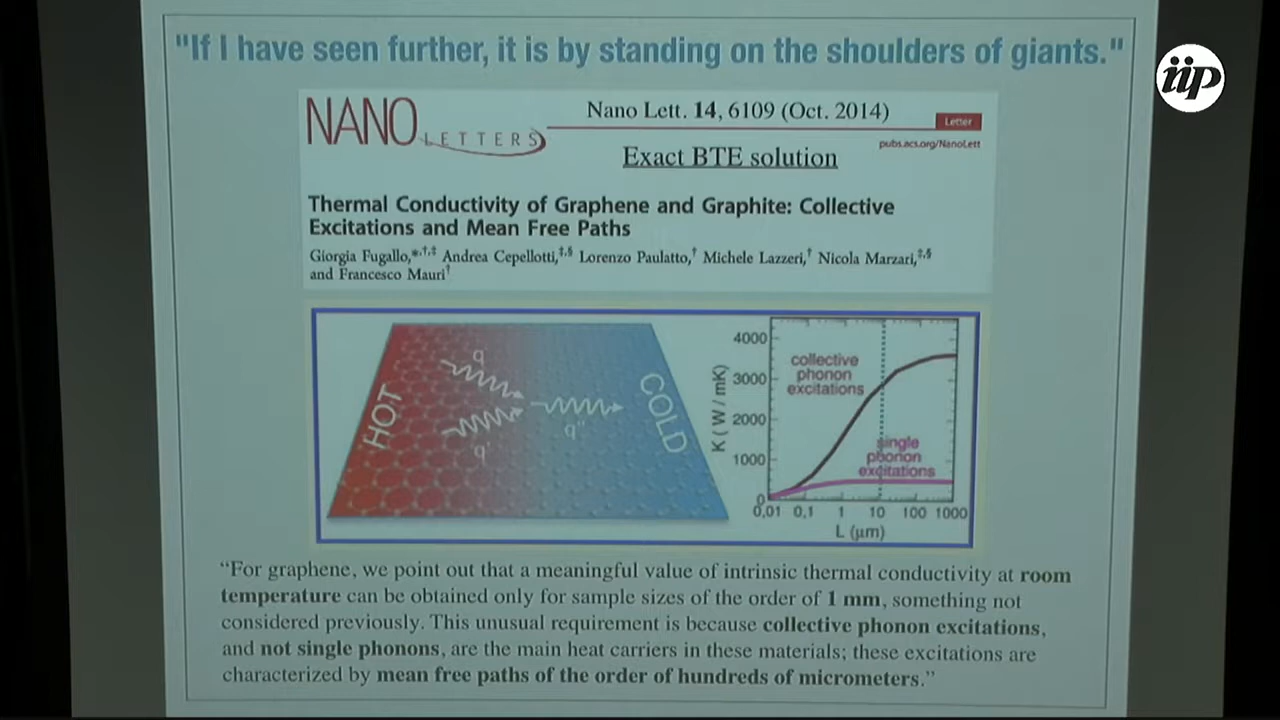 "If I have seen further, it is by standing on the shoulders of giants."
iip
NANO LETTERS
Nano Lett. 14, 6109 (Oct. 2014)
Letter
pubs.acs.org/NanoLett
Exact BTE solution
Thermal Conductivity of Graphene and Graphite: Collective
Excitations and Mean Free Paths
Giorgia Fugallo,*,†,‡ Andrea Cepellotti,‡,§ Lorenzo Paulatto,† Michele Lazzeri,† Nicola Marzari,‡,§
and Francesco Mauri†
HOT
q
q'
q''
COLD
K ( W / mK)
4000
3000
2000
1000
0
collective
phonon
excitations
single
phonon
excitations
0,01 0,1 1 10 100 1000
L (μm)
“For graphene, we point out that a meaningful value of intrinsic thermal conductivity at room
temperature can be obtained only for sample sizes of the order of 1 mm, something not
considered previously. This unusual requirement is because collective phonon excitations,
and not single phonons, are the main heat carriers in these materials; these excitations are
characterized by mean free paths of the order of hundreds of micrometers.”